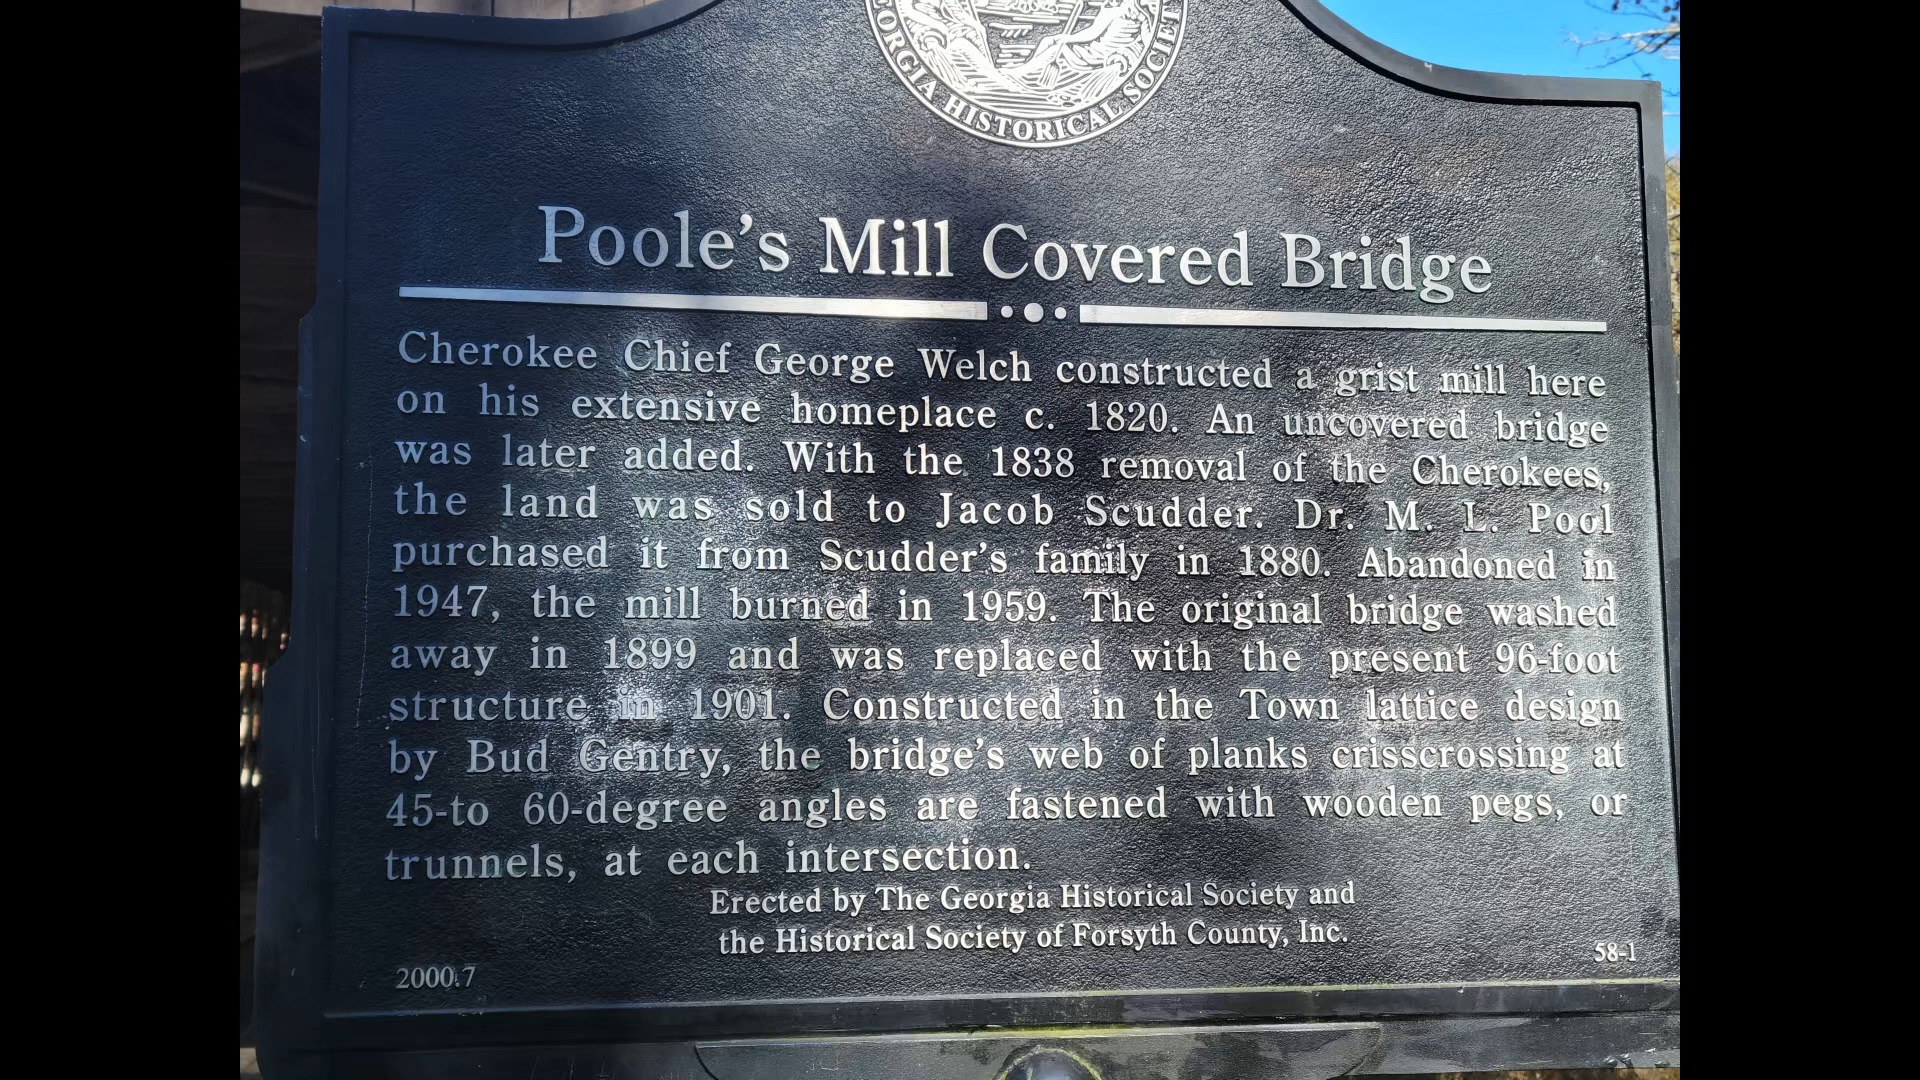 GEORGIA HISTORICAL SOCIETY
Poole's Mill Covered Bridge
Cherokee Chief George Welch constructed a grist mill here
on his extensive homeplace c. 1820. An uncovered bridge
was later added. With the 1838 removal of the Cherokees,
the land was sold to Jacob Scudder. Dr. M. L. Pool
purchased it from Scudder's family in 1880. Abandoned in
1947, the mill burned in 1959. The original bridge washed
away in 1899 and was replaced with the present 96-foot
structure in 1901. Constructed in the Town lattice design
by Bud Gentry, the bridge's web of planks crisscrossing at
45-to 60-degree angles are fastened with wooden pegs, or
trunnels, at each intersection.
Erected by The Georgia Historical Society and
the Historical Society of Forsyth County, Inc.
2000.7
58-1